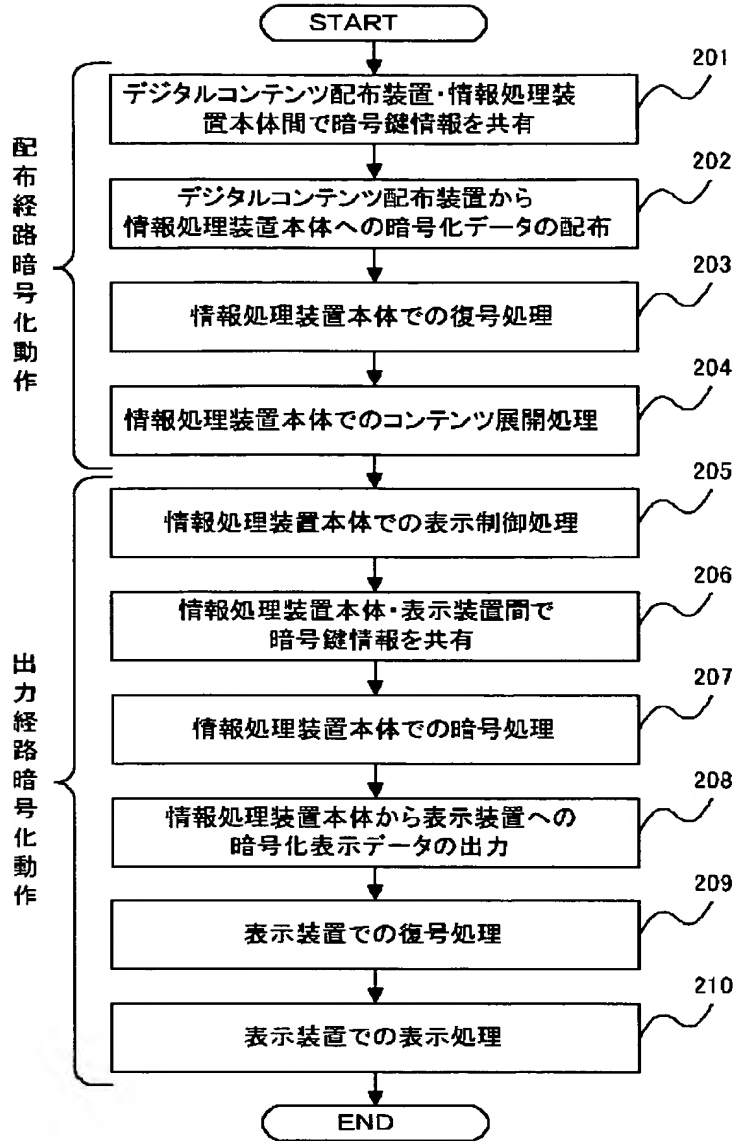 START
201
デジタルコンテンツ配布装置・情報処理装
置本体間で暗号鍵情報を共有
202
デジタルコンテンツ配布装置から
情報処理装置本体への暗号化データの配布
203
情報処理装置本体での復号処理
204
情報処理装置本体でのコンテンツ展開処理
配布経路暗号化動作
205
情報処理装置本体での表示制御処理
206
情報処理装置本体・表示装置間で
暗号鍵情報を共有
207
情報処理装置本体での暗号処理
208
情報処理装置本体から表示装置への
暗号化表示データの出力
209
表示装置での復号処理
210
表示装置での表示処理
出力経路暗号化動作
END